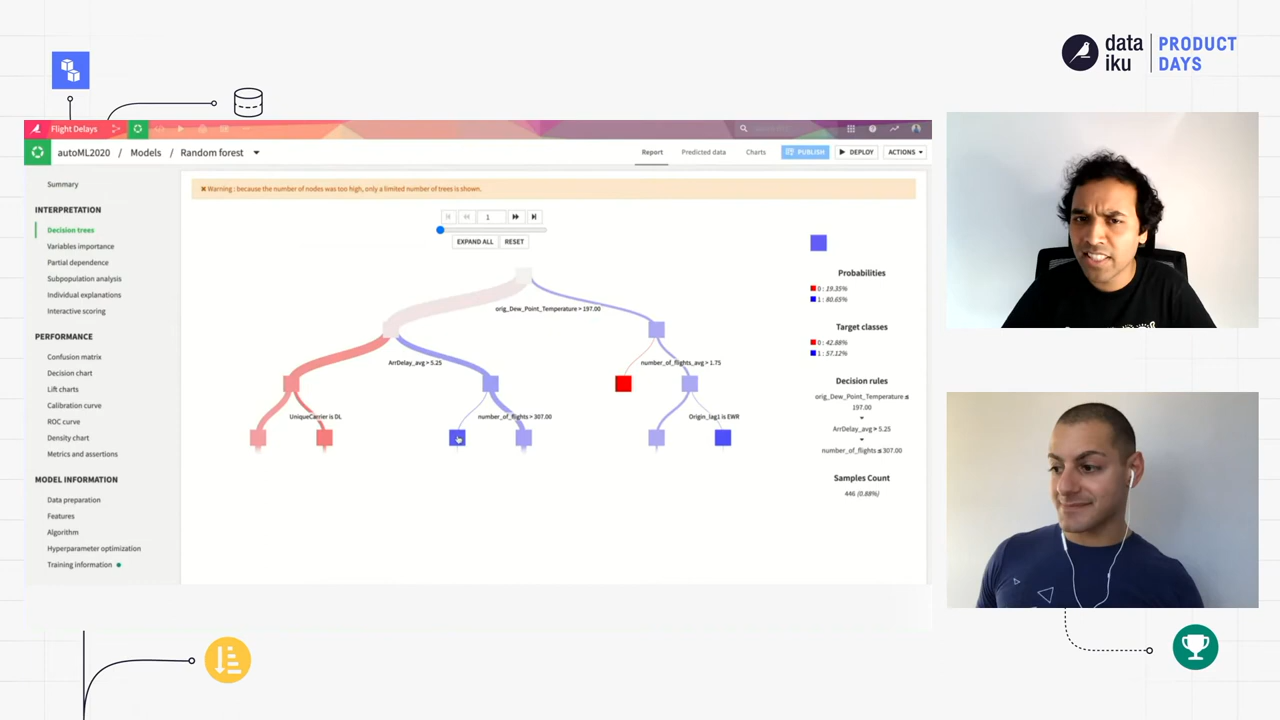 data
iku
PRODUCT
DAYS
Flight Delays
autoML2020 / Models / Random forest
Report
Predicted data
Charts
PUBLISH
DEPLOY
ACTIONS
Summary
INTERPRETATION
Decision trees
Variables importance
Partial dependence
Subpopulation analysis
Individual explanations
Interactive scoring
PERFORMANCE
Confusion matrix
Decision chart
Lift charts
Calibration curve
ROC curve
Density chart
Metrics and assertions
MODEL INFORMATION
Data preparation
Features
Algorithm
Hyperparameter optimization
Training information
Warning : because the number of nodes was too high, only a limited number of trees is shown.
1
EXPAND ALL
RESET
orig_Dew_Point_Temperature > 197.00
ArrDelay_avg > 5.25
number_of_flights_avg > 1.75
UniqueCarrier is DL
number_of_flights > 307.00
Origin_lag1 is EWR
Probabilities
0 : 19.35%
1 : 80.65%
Target classes
0 : 42.88%
1 : 57.12%
Decision rules
orig_Dew_Point_Temperature ≤
197.00
ArrDelay_avg > 5.25
number_of_flights ≤ 307.00
Samples Count
446 (0.88%)